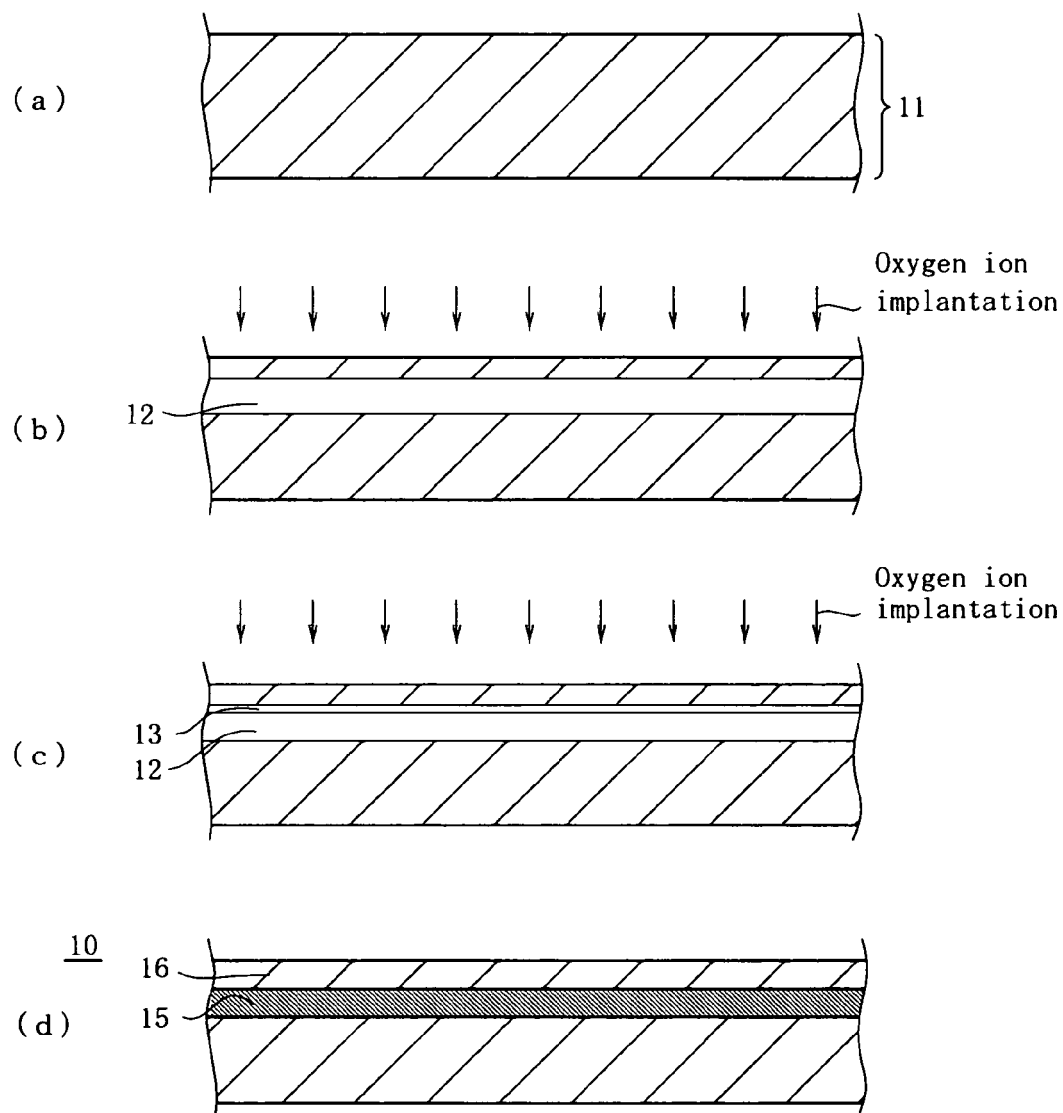 (a)
11
Oxygen ion
implantation
12
(b)
Oxygen ion
implantation
13
12
(c)
10
16
15
(d)